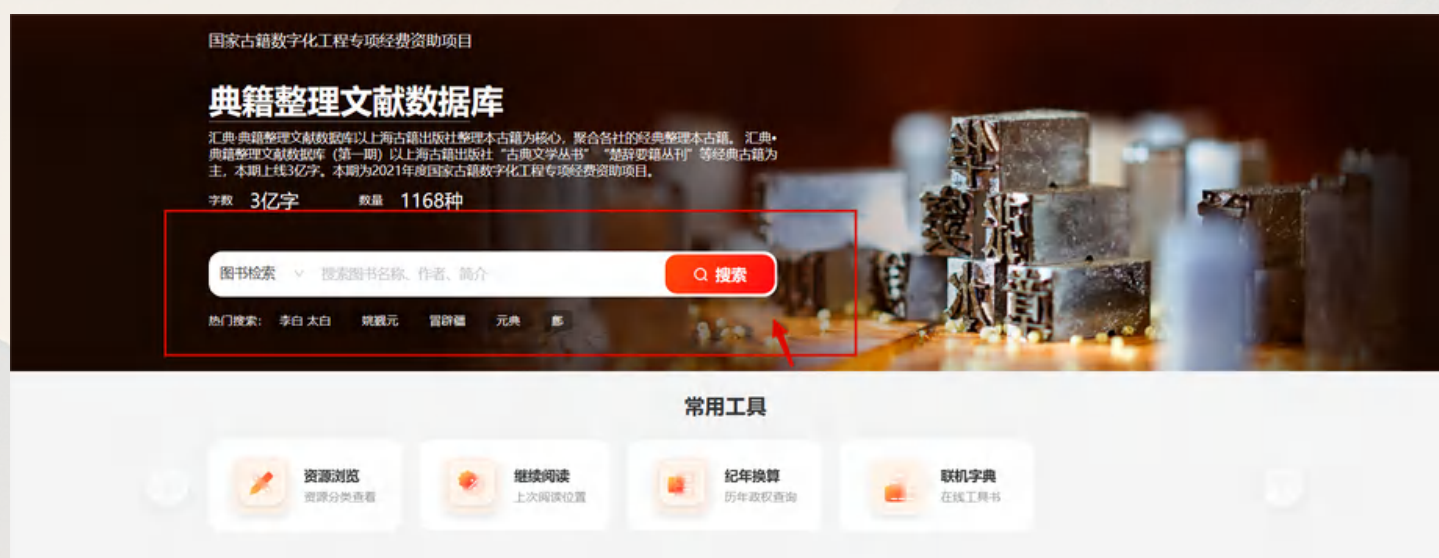 国家古籍数字化工程专项经费资助项目
典籍整理文献数据库
汇典·典籍整理文献数据库以上海古籍出版社整理本古籍为核心，聚合各社的经典整理本古籍。 汇典•
典籍整理文献数据库（第一期）以上海古籍出版社“古典文学丛书”“楚辞要籍丛刊”等经典古籍为
主，本期上线3亿字。本期为2021年度国家古籍数字化工程专项经费资助项目。
字数 3亿字 数量 1168种
图书检索 搜索图书名称、作者、简介 搜索
热门搜索： 李白 太白 姚觐元 冒辟疆 元典
常用工具
资源浏览 继续阅读 纪年换算 联机字典
资源分类查看 上次阅读位置 历年政权查询 在线工具书